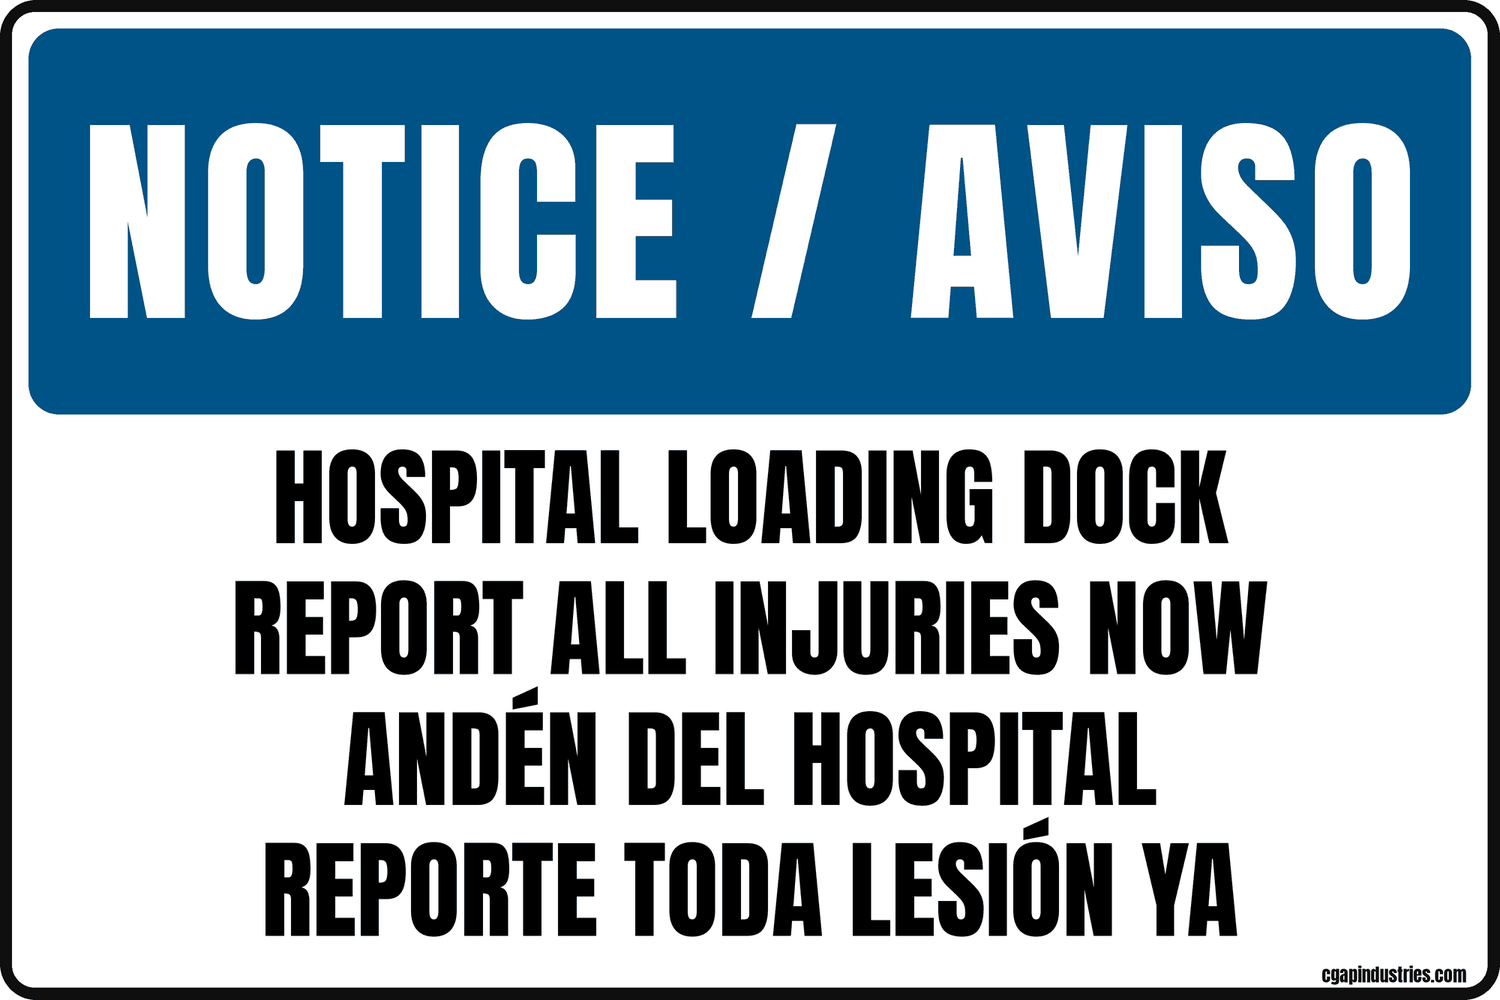 NOTICE / AVISO
HOSPITAL LOADING DOCK
REPORT ALL INJURIES NOW
ANDÉN DEL HOSPITAL
REPORTE TODA LESIÓN YA
cgapindustries.com